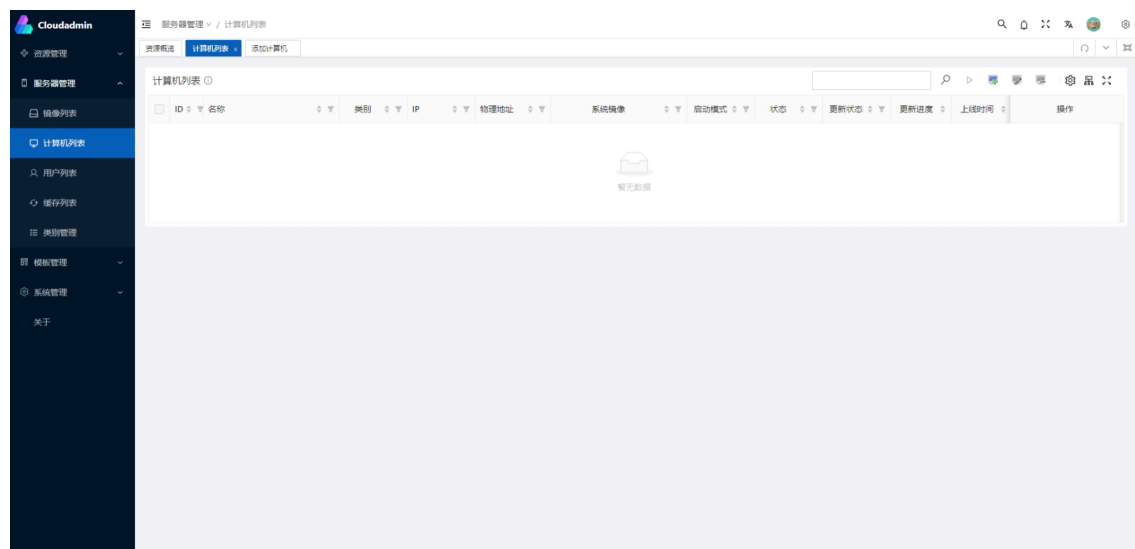 Cloudadmin
服务器管理 / 计算机列表
资源管理
资源概览 计算机列表 × 添加计算机
服务器管理
计算机列表
镜像列表
ID 名称 类别 IP 物理地址 系统镜像 启动模式 状态 更新状态 更新进度 上线时间 操作
计算机列表
用户列表
暂无数据
缓存列表
类别管理
模板管理
系统管理
关于